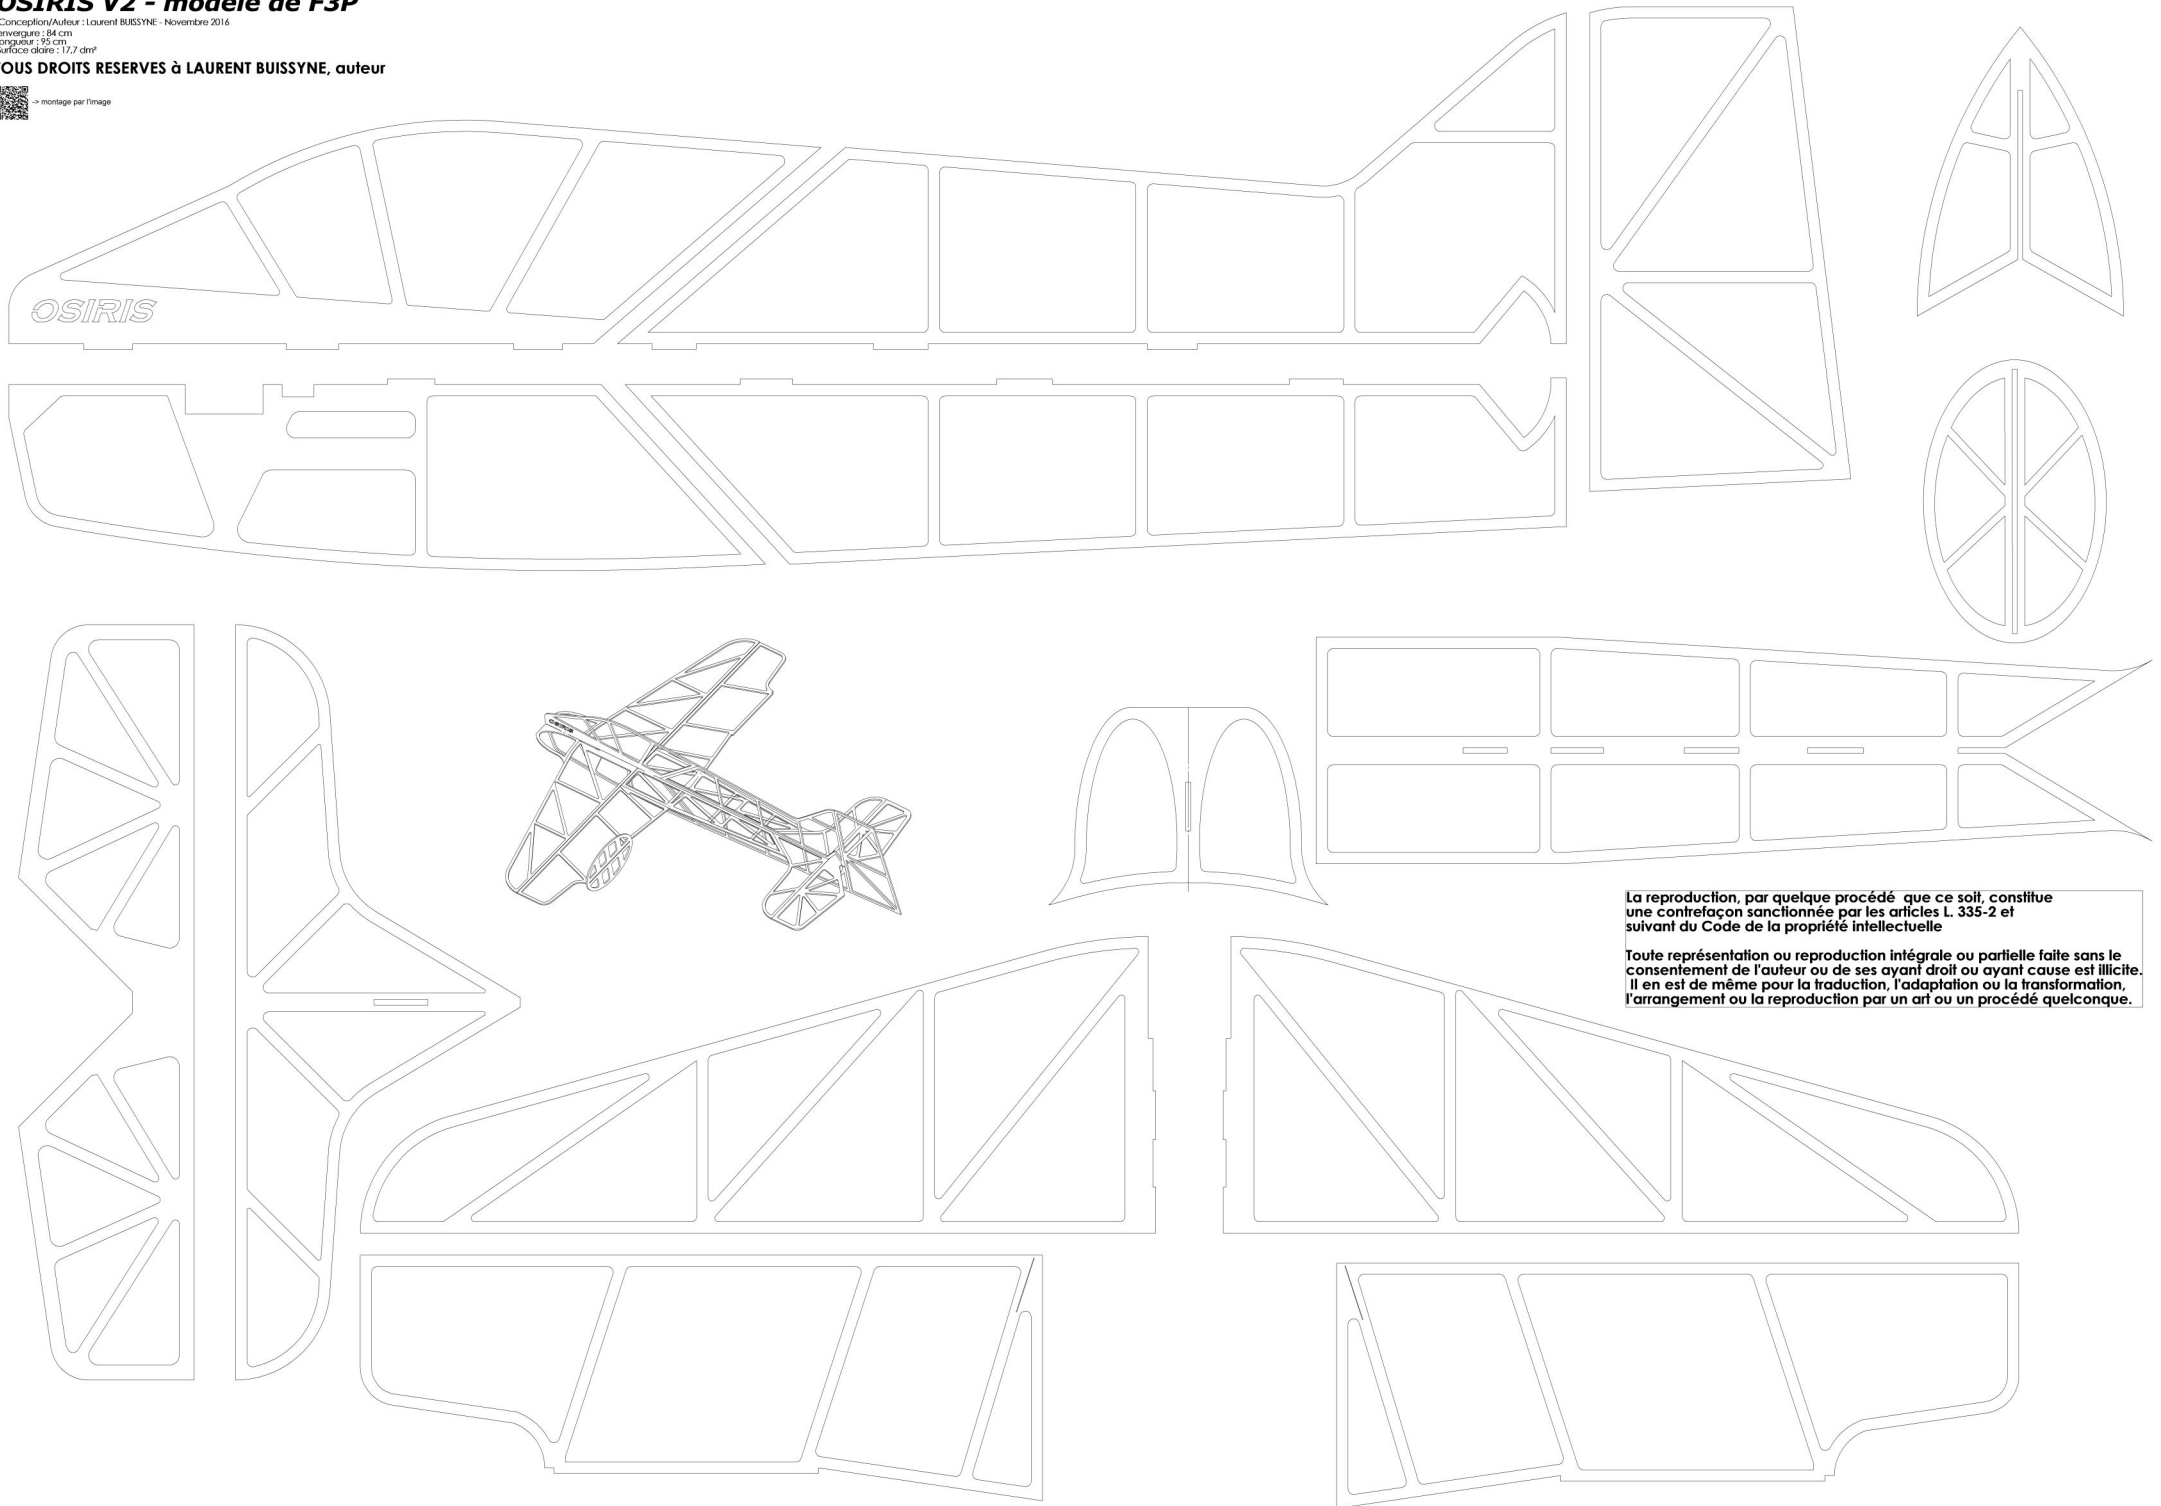 OSIRIS V2 - modèle de F3P
Conception/Auteur : Laurent BUISSYNE - Novembre 2016
envergure : 84 cm
longueur : 95 cm
Surface alaire : 17,7 dm²
TOUS DROITS RESERVES à LAURENT BUISSYNE, auteur
-> montage par l'image
OSIRIS
La reproduction, par quelque procédé que ce soit, constitue
une contrefaçon sanctionnée par les articles L. 335-2 et
suivant du Code de la propriété intellectuelle
Toute représentation ou reproduction intégrale ou partielle faite sans le
consentement de l'auteur ou de ses ayant droit ou ayant cause est illicite.
Il en est de même pour la traduction, l'adaptation ou la transformation,
l'arrangement ou la reproduction par un art ou un procédé quelconque.